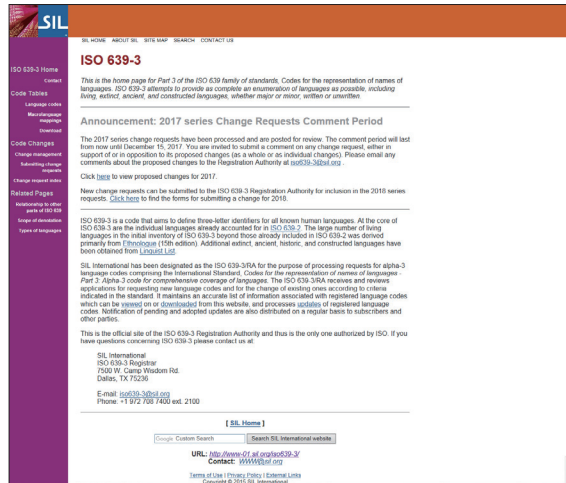 SIL
SIL HOME ABOUT SIL SITE MAP SEARCH CONTACT US
ISO 639-3 Home
Contact
Code Tables
Language codes
Macrolanguage
mappings
Download
Code Changes
Change management
Submitting change
requests
Change request index
Related Pages
Relationship to other
parts of ISO 639
Scope of denotation
Types of languages
ISO 639-3
This is the home page for Part 3 of the ISO 639 family of standards, Codes for the representation of names of
languages. ISO 639-3 attempts to provide as complete an enumeration of languages as possible, including
living, extinct, ancient, and constructed languages, whether major or minor, written or unwritten.
Announcement: 2017 series Change Requests Comment Period
The 2017 series change requests have been processed and are posted for review. The comment period will last
from now until December 15, 2017. You are invited to submit a comment on any change request, either in
support of or in opposition to its proposed changes (as a whole or as individual changes). Please email any
comments about the proposed changes to the Registration Authority at iso639-3@sil.org .
Click here to view proposed changes for 2017.
New change requests can be submitted to the ISO 639-3 Registration Authority for inclusion in the 2018 series
requests. Click here to find the forms for submitting a change for 2018.
ISO 639-3 is a code that aims to define three-letter identifiers for all known human languages. At the core of
ISO 639-3 are the individual languages already accounted for in ISO 639-2. The large number of living
languages in the initial inventory of ISO 639-3 beyond those already included in ISO 639-2 was derived
primarily from Ethnologue (15th edition). Additional extinct, ancient, historic, and constructed languages have
been obtained from Linguist List.
SIL International has been designated as the ISO 639-3/RA for the purpose of processing requests for alpha-3
language codes comprising the International Standard, Codes for the representation of names of languages -
Part 3: Alpha-3 code for comprehensive coverage of languages. The ISO 639-3/RA receives and reviews
applications for requesting new language codes and for the change of existing ones according to criteria
indicated in the standard. It maintains an accurate list of information associated with registered language codes
which can be viewed on or downloaded from this website, and processes updates of registered language
codes. Notification of pending and adopted updates are also distributed on a regular basis to subscribers and
other parties.
This is the official site of the ISO 639-3 Registration Authority and thus is the only one authorized by ISO. If you
have questions concerning ISO 639-3 please contact us at:
SIL International
ISO 639-3 Registrar
7500 W. Camp Wisdom Rd.
Dallas, TX 75236
E-mail: iso639-3@sil.org
Phone: +1 972 708 7400 ext. 2100
[ SIL Home ]
Google Custom Search Search SIL International website
URL: http://www-01.sil.org/iso639-3/
Contact: WWW@sil.org
Terms of Use | Privacy Policy | External Links
Copyright © 2015 SIL International